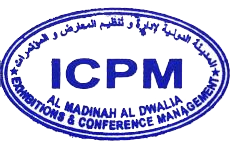 المدينة الدولية لإدارة و تنظيم المعارض و المؤتمرات
ICPM
AL MADINAH AL DWALIA
★ EXHIBITIONS & CONFERENCE MANAGEMENT ★